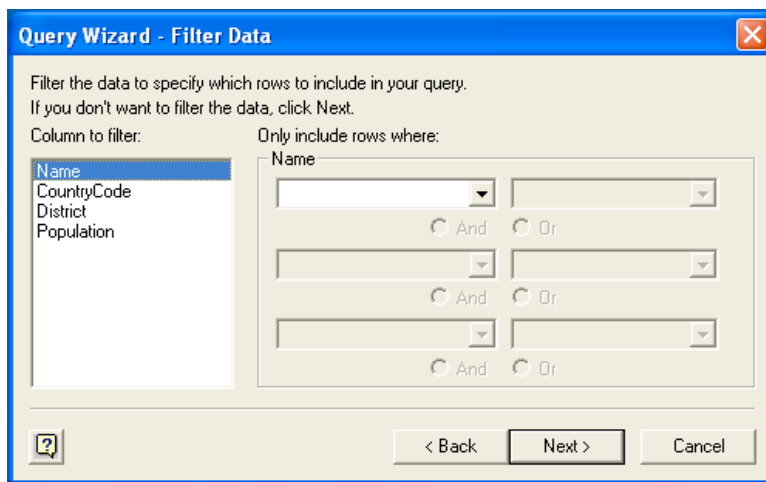 Query Wizard - Filter Data
Filter the data to specify which rows to include in your query.
If you don't want to filter the data, click Next.
Column to filter:
Only include rows where:
Name
CountryCode
District
Population
Name
And Or
And Or
And Or
< Back
Next >
Cancel